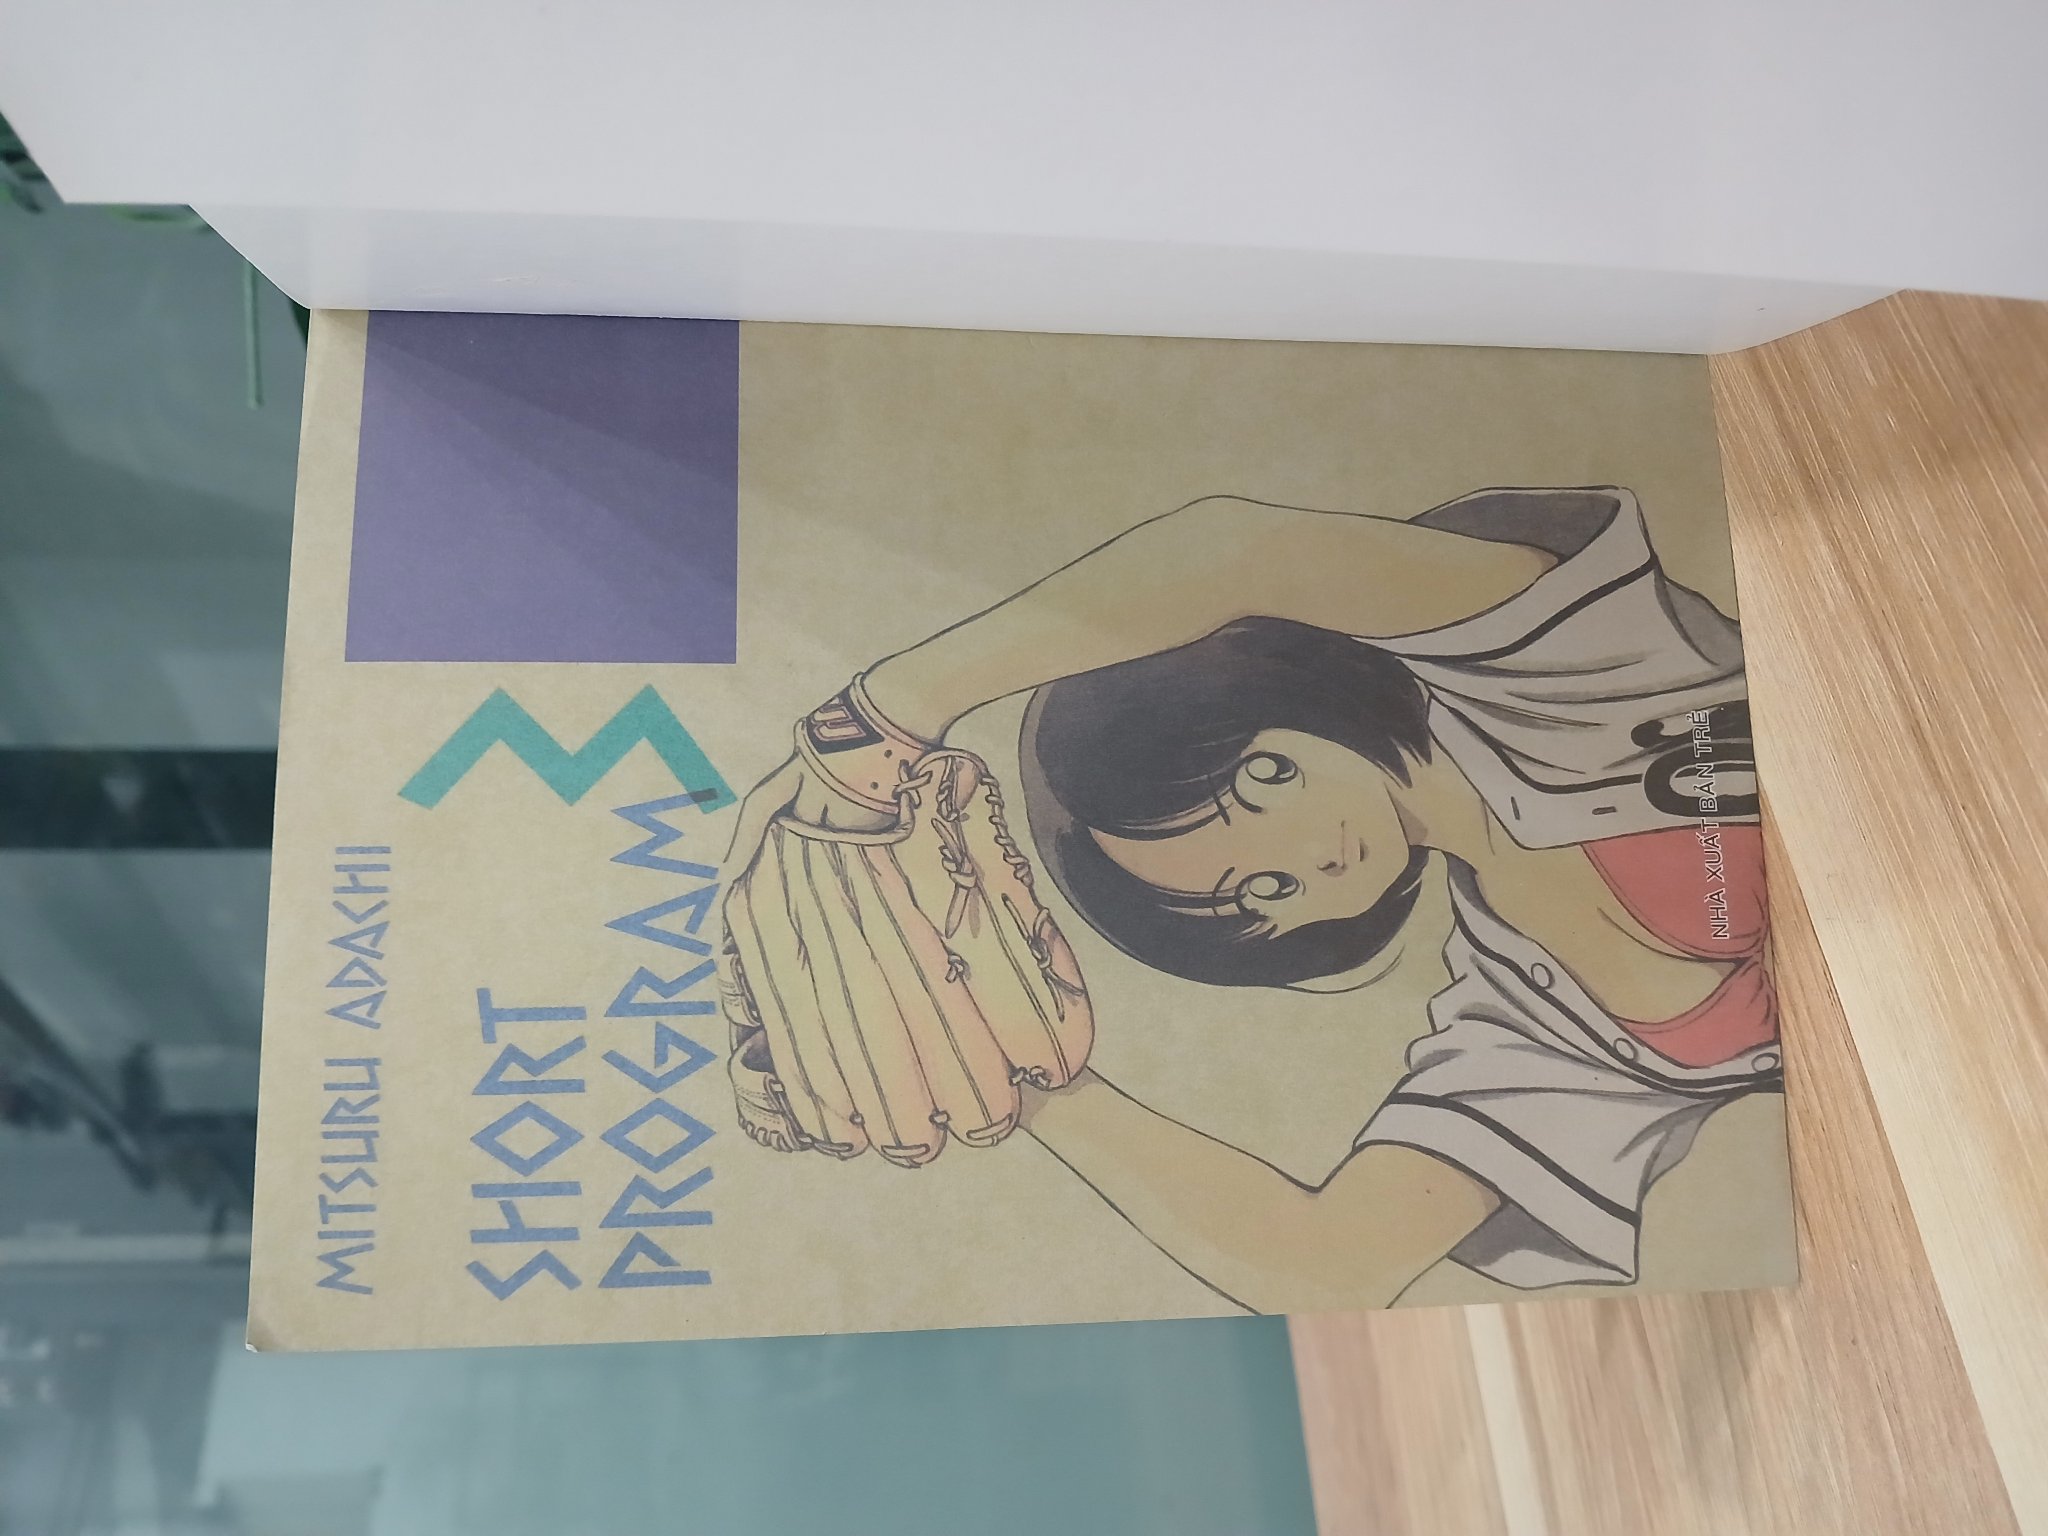 MITSURU ADACHI
SHORT
PROGRAM
3
NHÀ XUẤT BẢN TRẺ